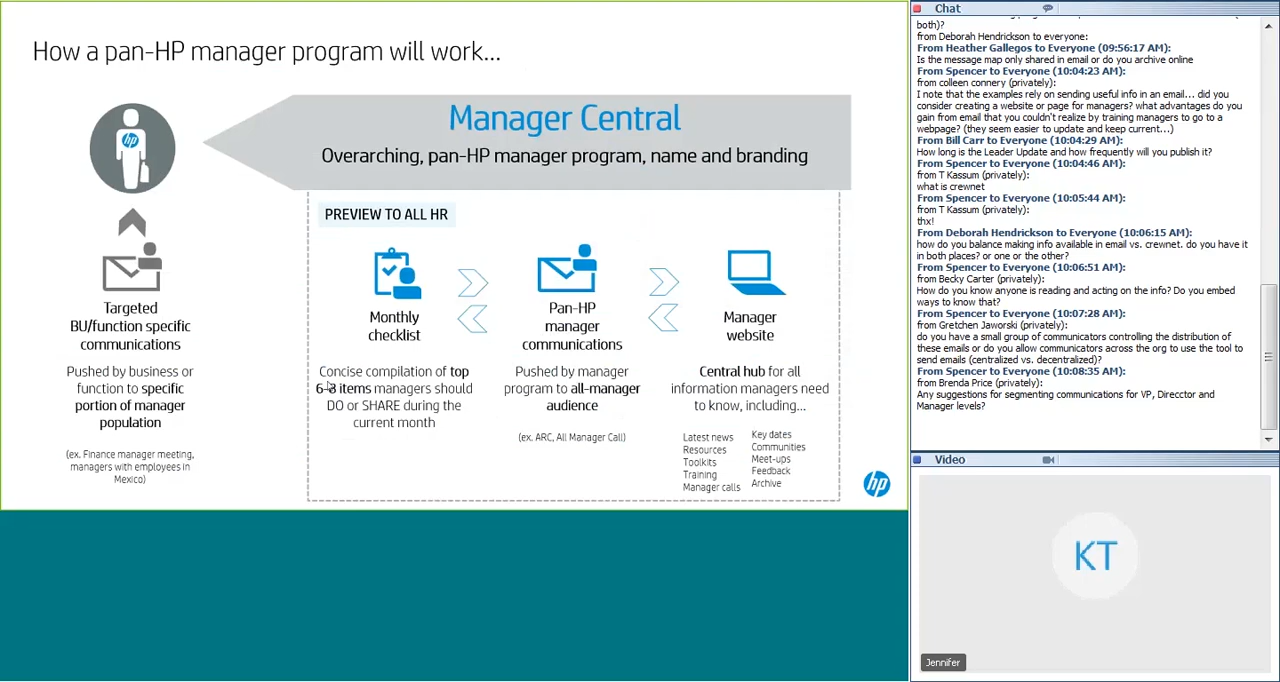 How a pan-HP manager program will work...
hp
Manager Central
Overarching, pan-HP manager program, name and branding
PREVIEW TO ALL HR
Targeted
BU/function specific
communications
Pushed by business or
function to specific
portion of manager
population
(ex. Finance manager meeting,
managers with employees in
Mexico)
Monthly
checklist
Concise compilation of top
6-8 items managers should
DO or SHARE during the
current month
Pan-HP
manager
communications
Pushed by manager
program to all-manager
audience
(ex. ARC, All Manager Call)
Manager
website
Central hub for all
information managers need
to know, including...
Latest news
Resources
Toolkits
Training
Manager calls
Key dates
Communities
Meet-ups
Feedback
Archive
hp
Chat
both)?
from Deborah Hendrickson to everyone:
From Heather Gallegos to Everyone (09:56:17 AM):
Is the message map only shared in email or do you archive online
From Spencer to Everyone (10:04:23 AM):
from colleen connery (privately):
I note that the examples rely on sending useful info in an email... did you
consider creating a website or page for managers? what advantages do you
gain from email that you couldn't realize by training managers to go to a
webpage? (they seem easier to update and keep current...)
From Bill Carr to Everyone (10:04:29 AM):
How long is the Leader Update and how frequently will you publish it?
From Spencer to Everyone (10:04:46 AM):
from T Kassum (privately):
what is crewnet
From Spencer to Everyone (10:05:44 AM):
from T Kassum (privately):
thx!
From Deborah Hendrickson to Everyone (10:06:15 AM):
how do you balance making info available in email vs. crewnet. do you have it
in both places? or one or the other?
From Spencer to Everyone (10:06:51 AM):
from Becky Carter (privately):
How do you know anyone is reading and acting on the info? Do you embed
ways to know that?
From Spencer to Everyone (10:07:28 AM):
from Gretchen Jaworski (privately):
do you have a small group of communicators controlling the distribution of
these emails or do you allow communicators across the org to use the tool to
send emails (centralized vs. decentralized)?
From Spencer to Everyone (10:08:35 AM):
from Brenda Price (privately):
Any suggestions for segmenting communications for VP, Direcctor and
Manager levels?
Video
KT
Jennifer